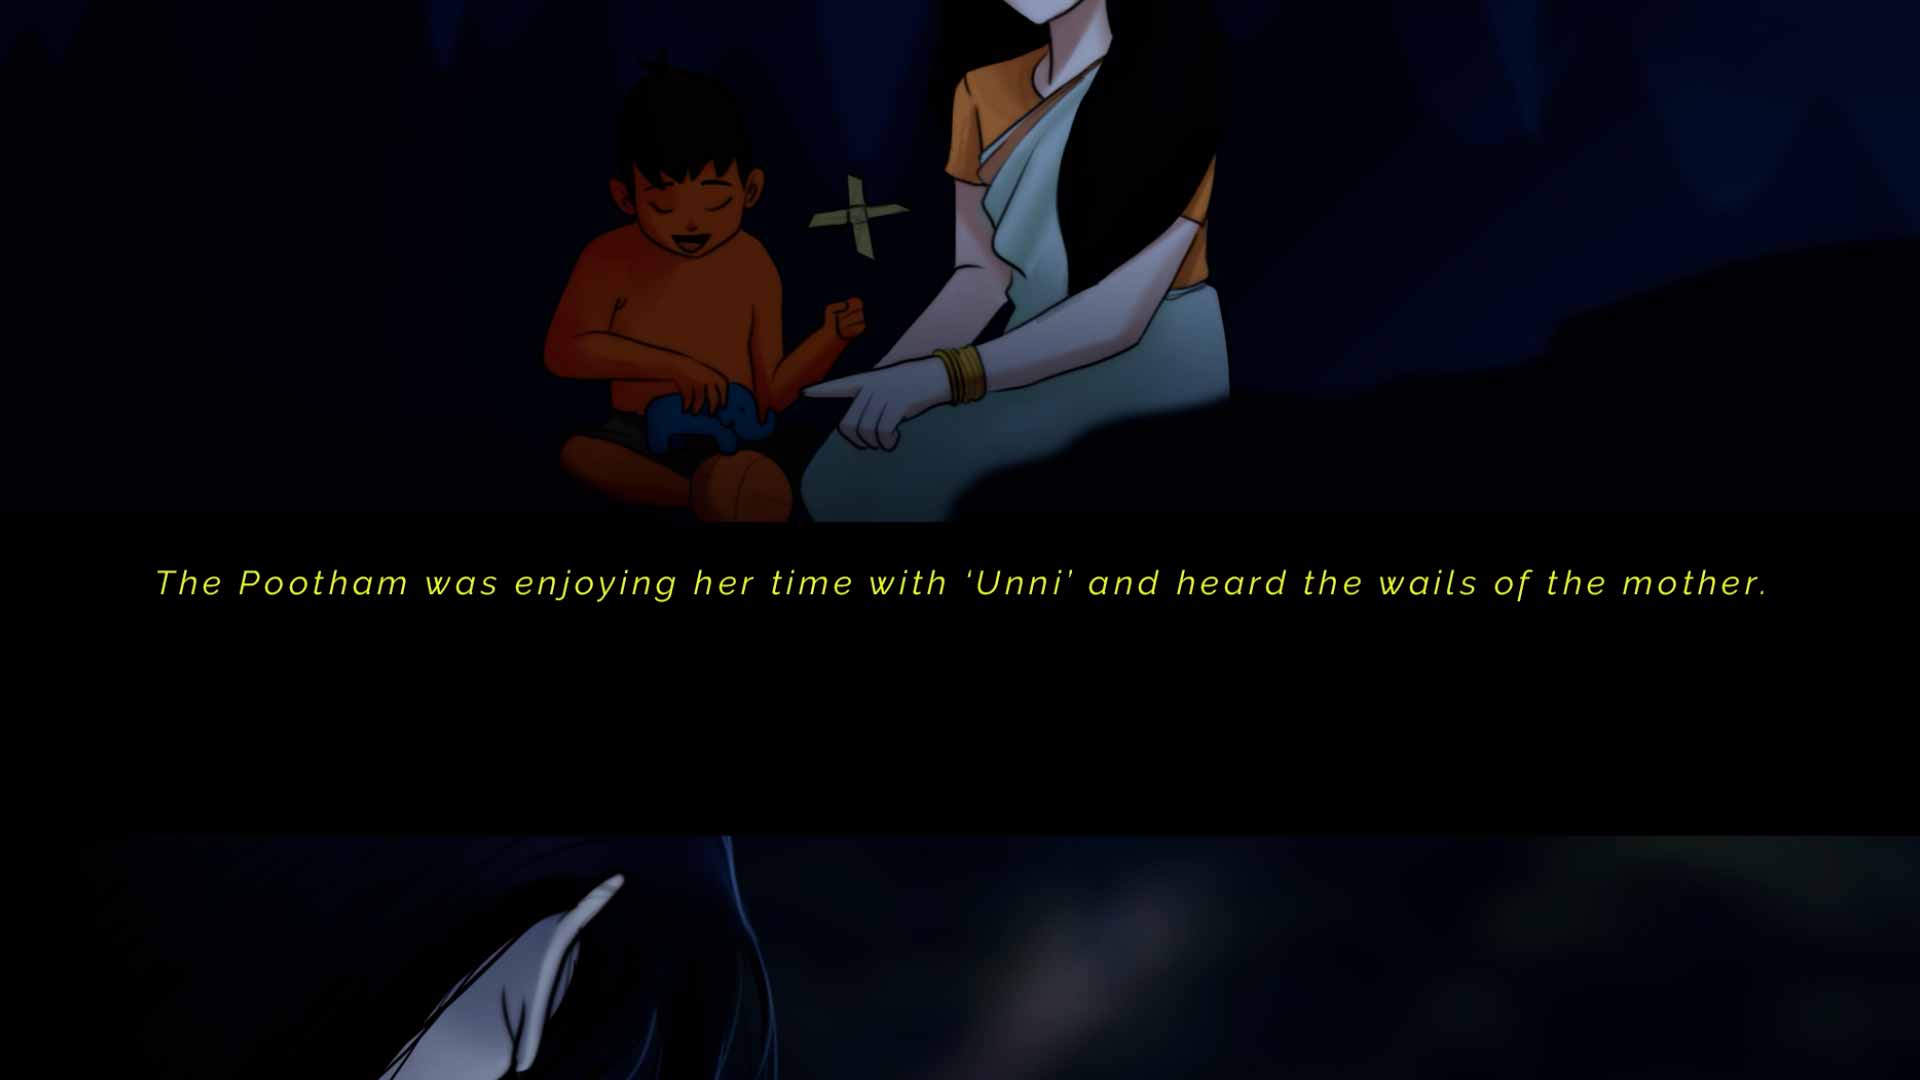 The Pootham was enjoying her time with ‘Unni’ and heard the wails of the mother.